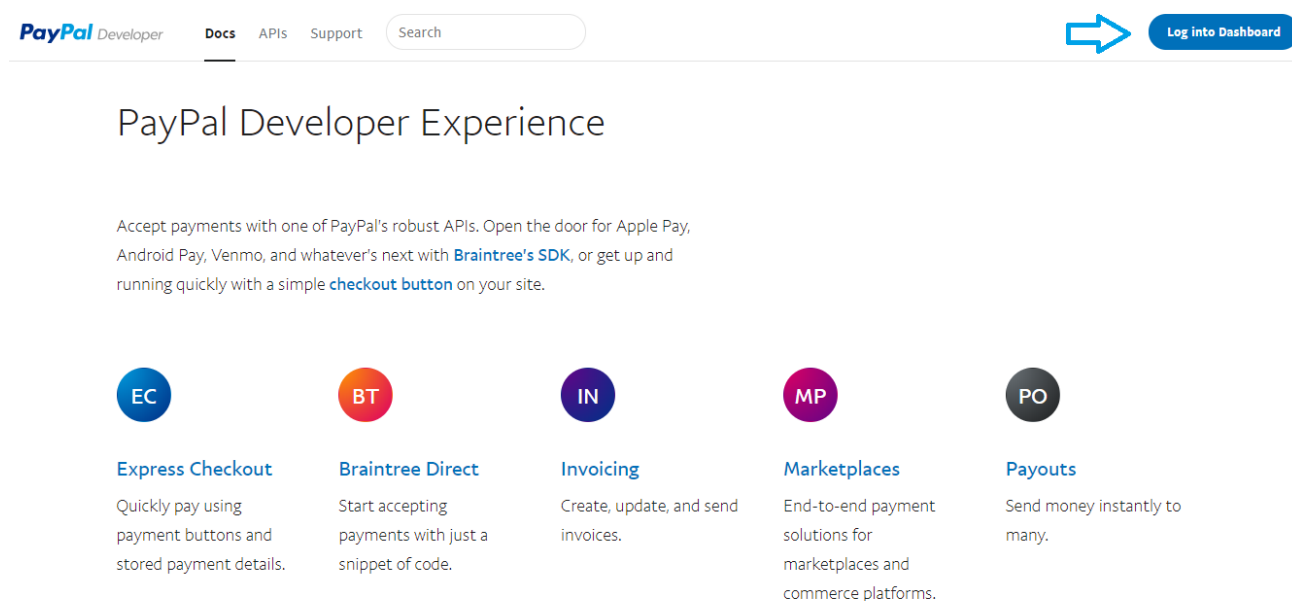 PayPal Developer Docs APIs Support Search Log into Dashboard
PayPal Developer Experience
Accept payments with one of PayPal's robust APIs. Open the door for Apple Pay,
Android Pay, Venmo, and whatever's next with Braintree's SDK, or get up and
running quickly with a simple checkout button on your site.
EC
Express Checkout
Quickly pay using
payment buttons and
stored payment details.
BT
Braintree Direct
Start accepting
payments with just a
snippet of code.
IN
Invoicing
Create, update, and send
invoices.
MP
Marketplaces
End-to-end payment
solutions for
marketplaces and
commerce platforms.
PO
Payouts
Send money instantly to
many.